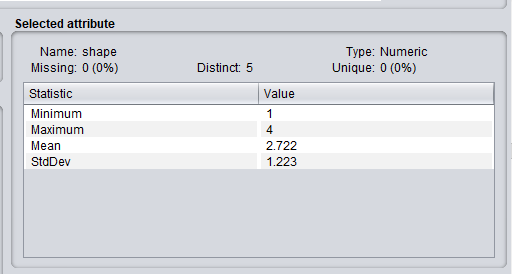 Selected attribute
Name: shape Type: Numeric
Missing: 0 (0%) Distinct: 5 Unique: 0 (0%)
Statistic Value
Minimum 1
Maximum 4
Mean 2.722
StdDev 1.223